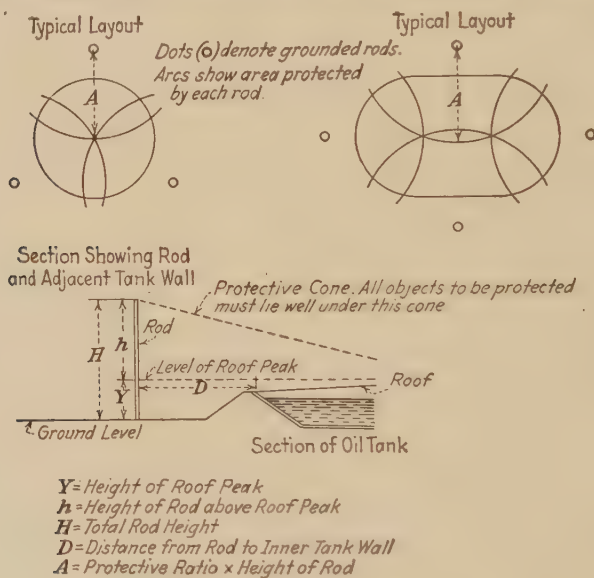 Typical Layout
Typical Layout
Dots (o) denote grounded rods.
Arcs show area protected
by each rod.
A
A
Section Showing Rod
and Adjacent Tank Wall
Protective Cone. All objects to be protected
must lie well under this cone
Rod
h
H
Level of Roof Peak
D
Roof
Y
Ground Level
Section of Oil Tank
Y = Height of Roof Peak
h = Height of Rod above Roof Peak
H = Total Rod Height
D = Distance from Rod to Inner Tank Wall
A = Protective Ratio × Height of Rod